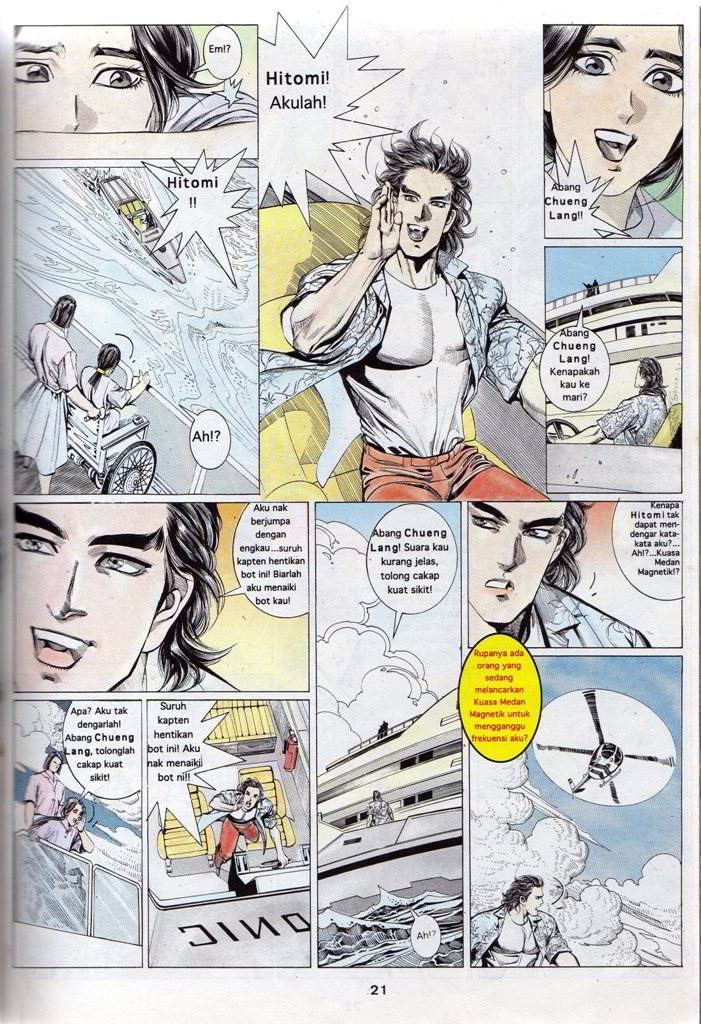 Em!?
Hitomi!
Akulah!
Abang
Chueng
Lang!!
Hitomi
!!
Ah!?
Abang
Chueng
Lang!
Kenapakah
kau ke
mari?
Aku nak
berjumpa
dengan
engkau...suruh
kapten hentikan
bot ini! Biarlah
aku menaiki
bot kau!
Abang Chueng
Lang! Suara kau
kurang jelas,
tolong cakap
kuat sikit!
Kenapa
Hitomi tak
dapat men-
dengar kata-
kata aku?...
Ah!?...Kuasa
Medan
Magnetik!?
Apa? Aku tak
dengarlah!
Abang Chueng
Lang, tolonglah
cakap kuat
sikit!
Suruh
kapten
hentikan
bot ini! Aku
nak menaiki
bot ni!!
ONIC
Ah!?
Rupanya ada
orang yang
sedang
melancarkan
Kuasa Medan
Magnetik untuk
mengganggu
frekuensi aku?
21